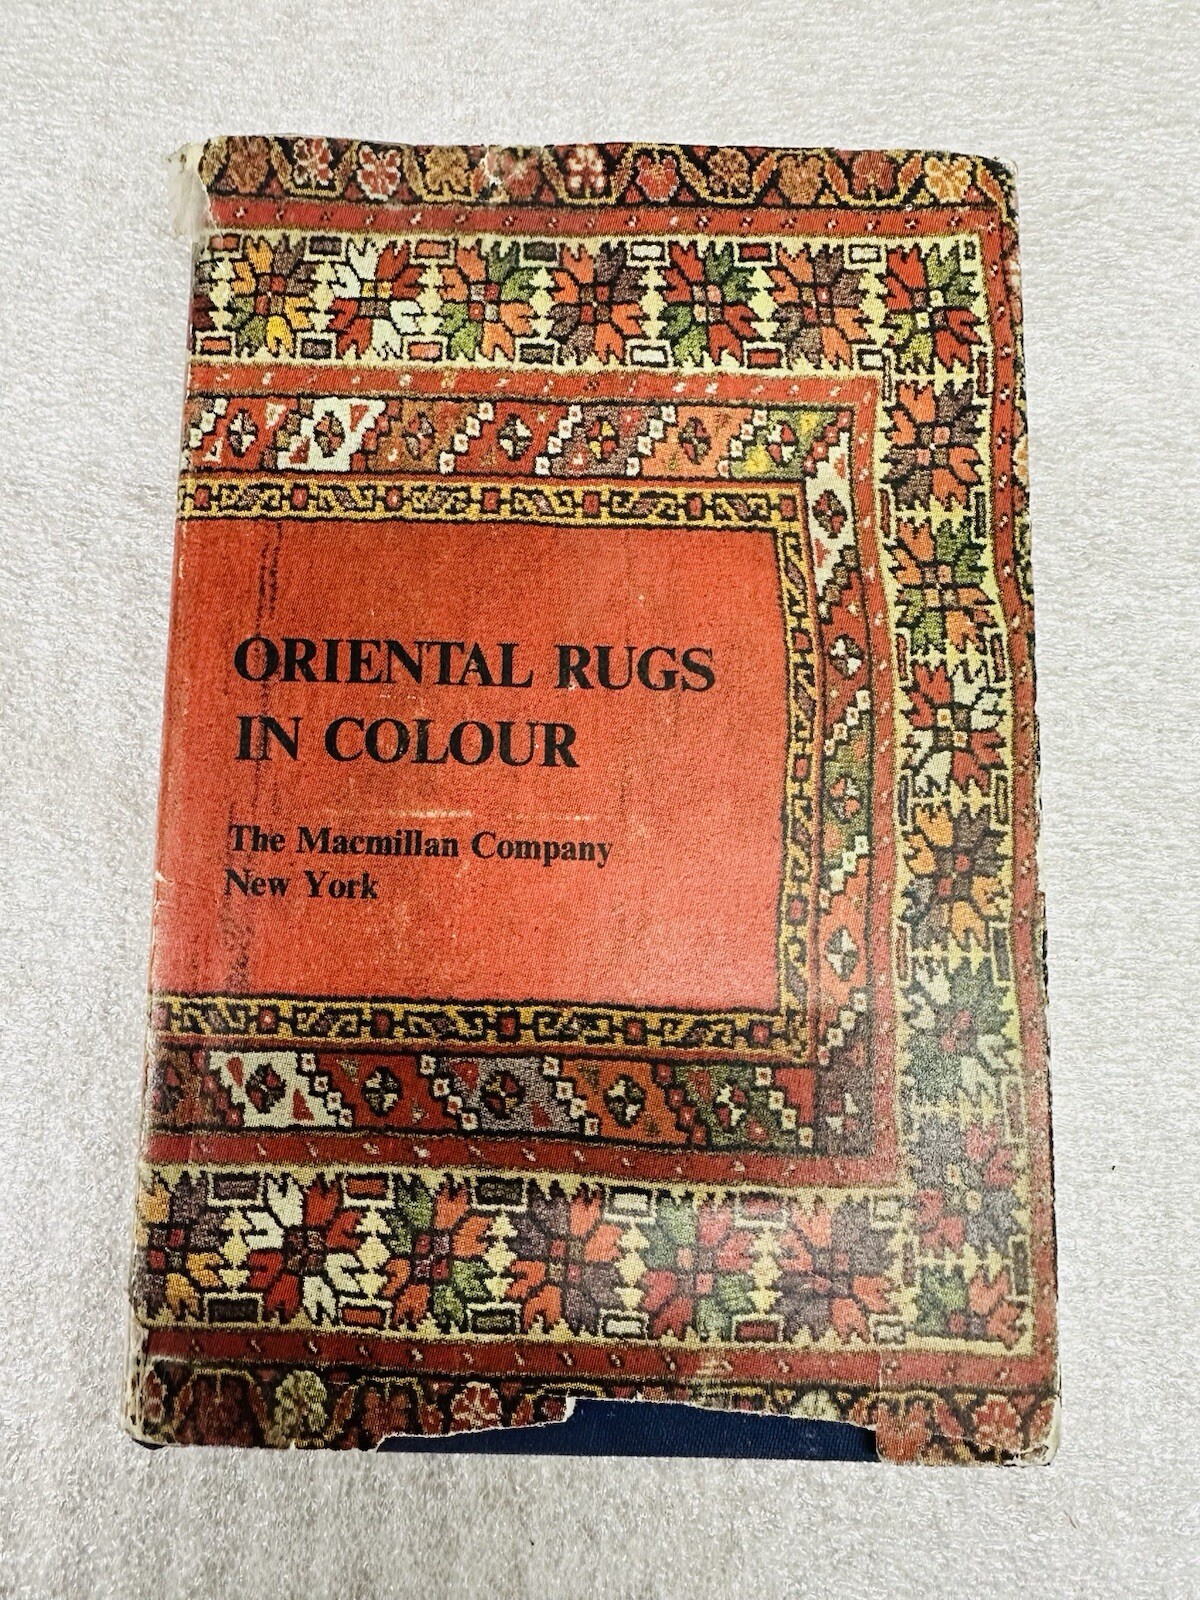 ORIENTAL RUGS
IN COLOUR
The Macmillan Company
New York